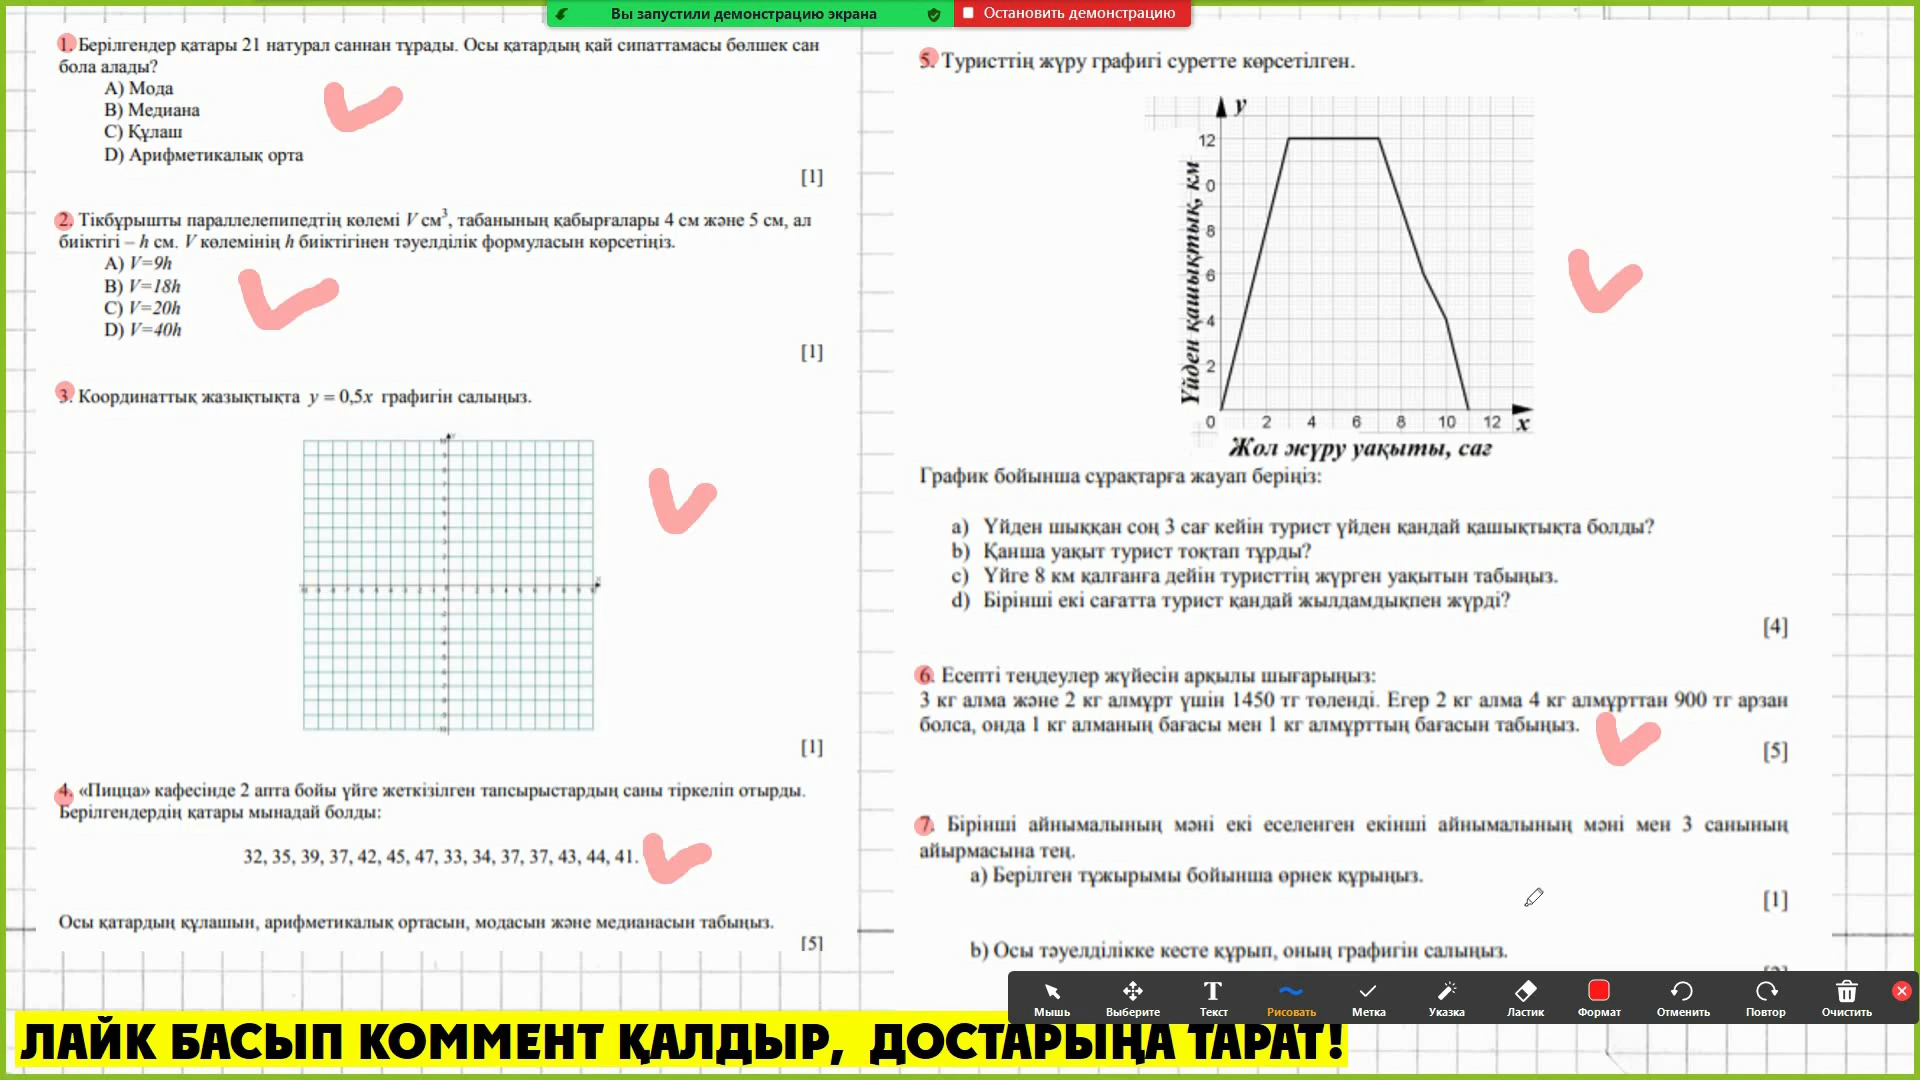 Вы запустили демонстрацию экрана
Остановить демонстрацию
1. Берілгендер қатары 21 натурал саннан тұрады. Осы қатардың қай сипаттамасы бөлшек сан
бола алады?
A) Мода
B) Медиана
C) Құлаш
D) Арифметикалық орта
[1]
2. Тікбұрышты параллелепипедтің көлемі V см³, табанының қабырғалары 4 см және 5 см, ал
биіктігі – h см. V көлемінің h биіктігінен тәуелділік формуласын көрсетіңіз.
A) V=9h
B) V=18h
C) V=20h
D) V=40h
[1]
3. Координаттық жазықтықта y = 0,5x графигін салыңыз.
[1]
4. «Пицца» кафесінде 2 апта бойы үйге жеткізілген тапсырыстардың саны тіркеліп отырды.
Берілгендердің қатары мынадай болды:
32, 35, 39, 37, 42, 45, 47, 33, 34, 37, 37, 43, 44, 41.
Осы қатардың құлашын, арифметикалық ортасын, модасын және медианасын табыңыз.
[5]
5. Туристтің жүру графигі суретте көрсетілген.
y
12
0
8
6
4
2
Үйден қашықтық, км
0 2 4 6 8 10 12 x
Жол жүру уақыты, сағ
График бойынша сұрақтарға жауап беріңіз:
a) Үйден шыққан соң 3 сағ кейін турист үйден қандай қашықтықта болды?
b) Қанша уақыт турист тоқтап тұрды?
c) Үйге 8 км қалғанға дейін туристтің жүрген уақытын табыңыз.
d) Бірінші екі сағатта турист қандай жылдамдықпен жүрді?
[4]
6. Есепті теңдеулер жүйесін арқылы шығарыңыз:
3 кг алма және 2 кг алмұрт үшін 1450 тг төленді. Егер 2 кг алма 4 кг алмұрттан 900 тг арзан
болса, онда 1 кг алманың бағасы мен 1 кг алмұрттың бағасын табыңыз.
[5]
7. Бірінші айнымалының мәні екі еселенген екінші айнымалының мәні мен 3 санының
айырмасына тең.
a) Берілген тұжырымы бойынша өрнек құрыңыз.
[1]
b) Осы тәуелділікке кесте құрып, оның графигін салыңыз.
Мышь Выберите Текст Рисовать Метка Указка Ластик Формат Отменить Повтор Очистить
ЛАЙК БАСЫП КОММЕНТ ҚАЛДЫР, ДОСТАРЫҢА ТАРАТ!